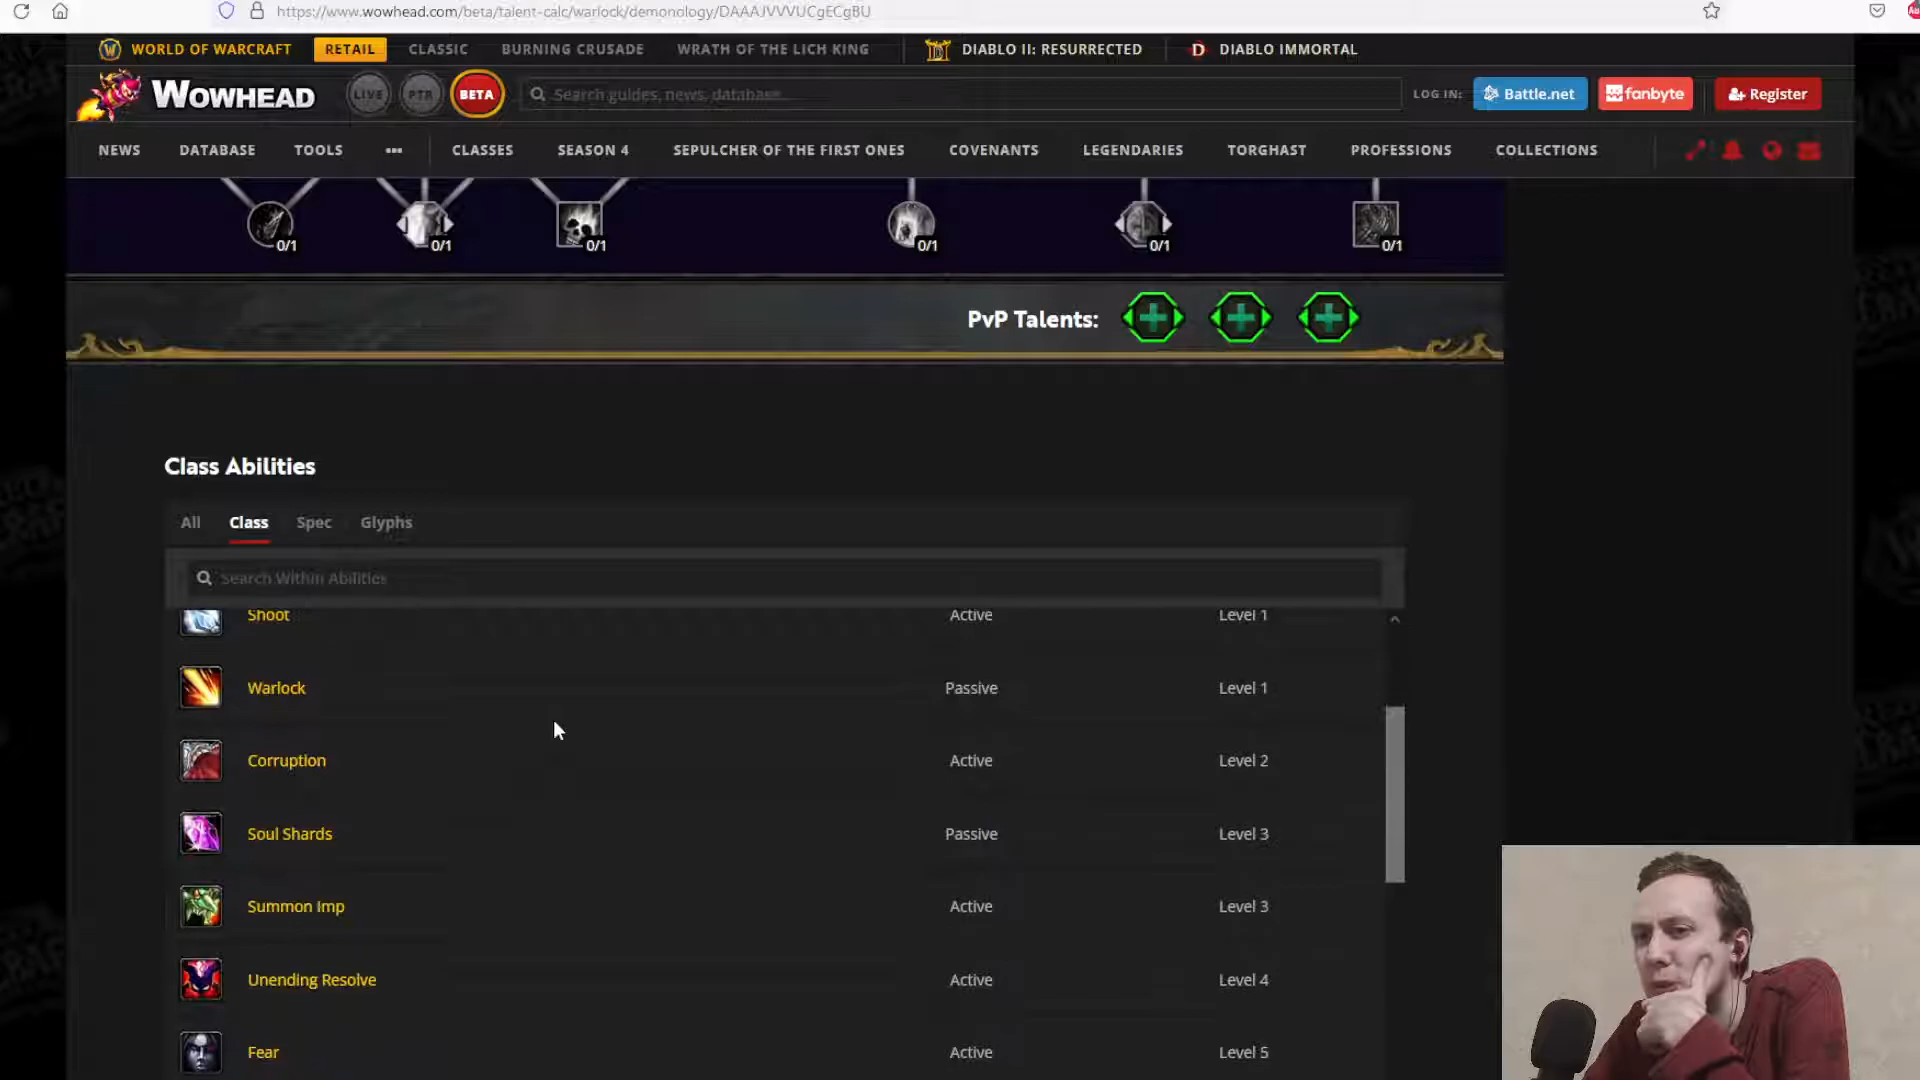 https://www.wowhead.com/beta/talent-calc/warlock/demonology/DAAAJVVVUCgECgBU
WORLD OF WARCRAFT RETAIL CLASSIC BURNING CRUSADE WRATH OF THE LICH KING DIABLO II: RESURRECTED DIABLO IMMORTAL
WOWHEAD LIVE PTR BETA Search guides, news, database... LOG IN: Battle.net fanbyte Register
NEWS DATABASE TOOLS ••• CLASSES SEASON 4 SEPULCHER OF THE FIRST ONES COVENANTS LEGENDARIES TORGHAST PROFESSIONS COLLECTIONS
0/1 0/1 0/1 0/1 0/1 0/1
PvP Talents:
Class Abilities
All Class Spec Glyphs
Search Within Abilities
Shoot Active Level 1
Warlock Passive Level 1
Corruption Active Level 2
Soul Shards Passive Level 3
Summon Imp Active Level 3
Unending Resolve Active Level 4
Fear Active Level 5